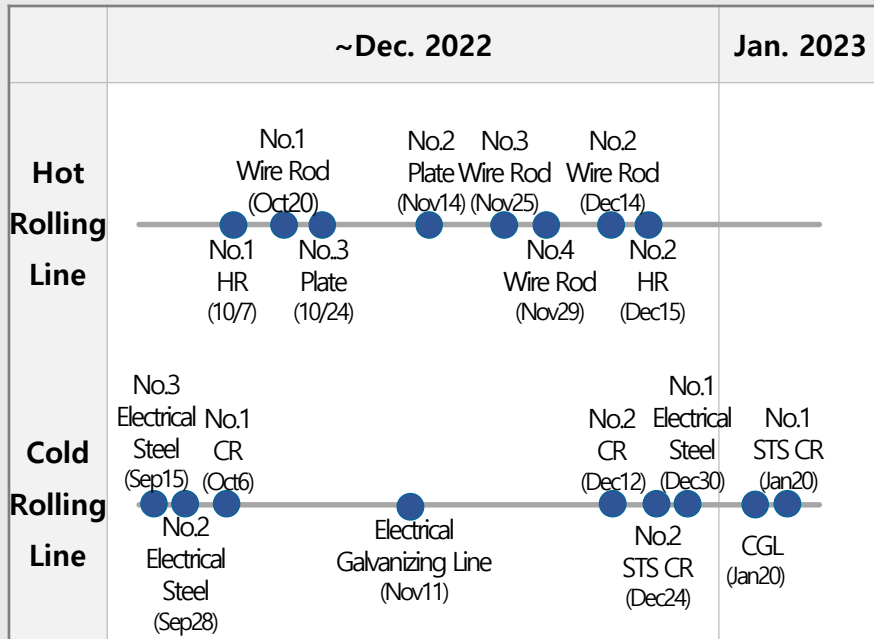 ~Dec. 2022
Jan. 2023
Hot
Rolling
Line
No.1
Wire Rod
(Oct20)
No.2
Plate
(Nov14)
No.3
Wire Rod
(Nov25)
No.2
Wire Rod
(Dec14)
No.1
HR
(10/7)
No..3
Plate
(10/24)
No.4
Wire Rod
(Nov29)
No.2
HR
(Dec15)
Cold
Rolling
Line
No.3
Electrical
Steel
(Sep15)
No.1
CR
(Oct6)
No.2
CR
(Dec12)
No.1
Electrical
Steel
(Dec30)
No.1
STS CR
(Jan20)
No.2
Electrical
Steel
(Sep28)
Electrical
Galvanizing Line
(Nov11)
No.2
STS CR
(Dec24)
CGL
(Jan20)